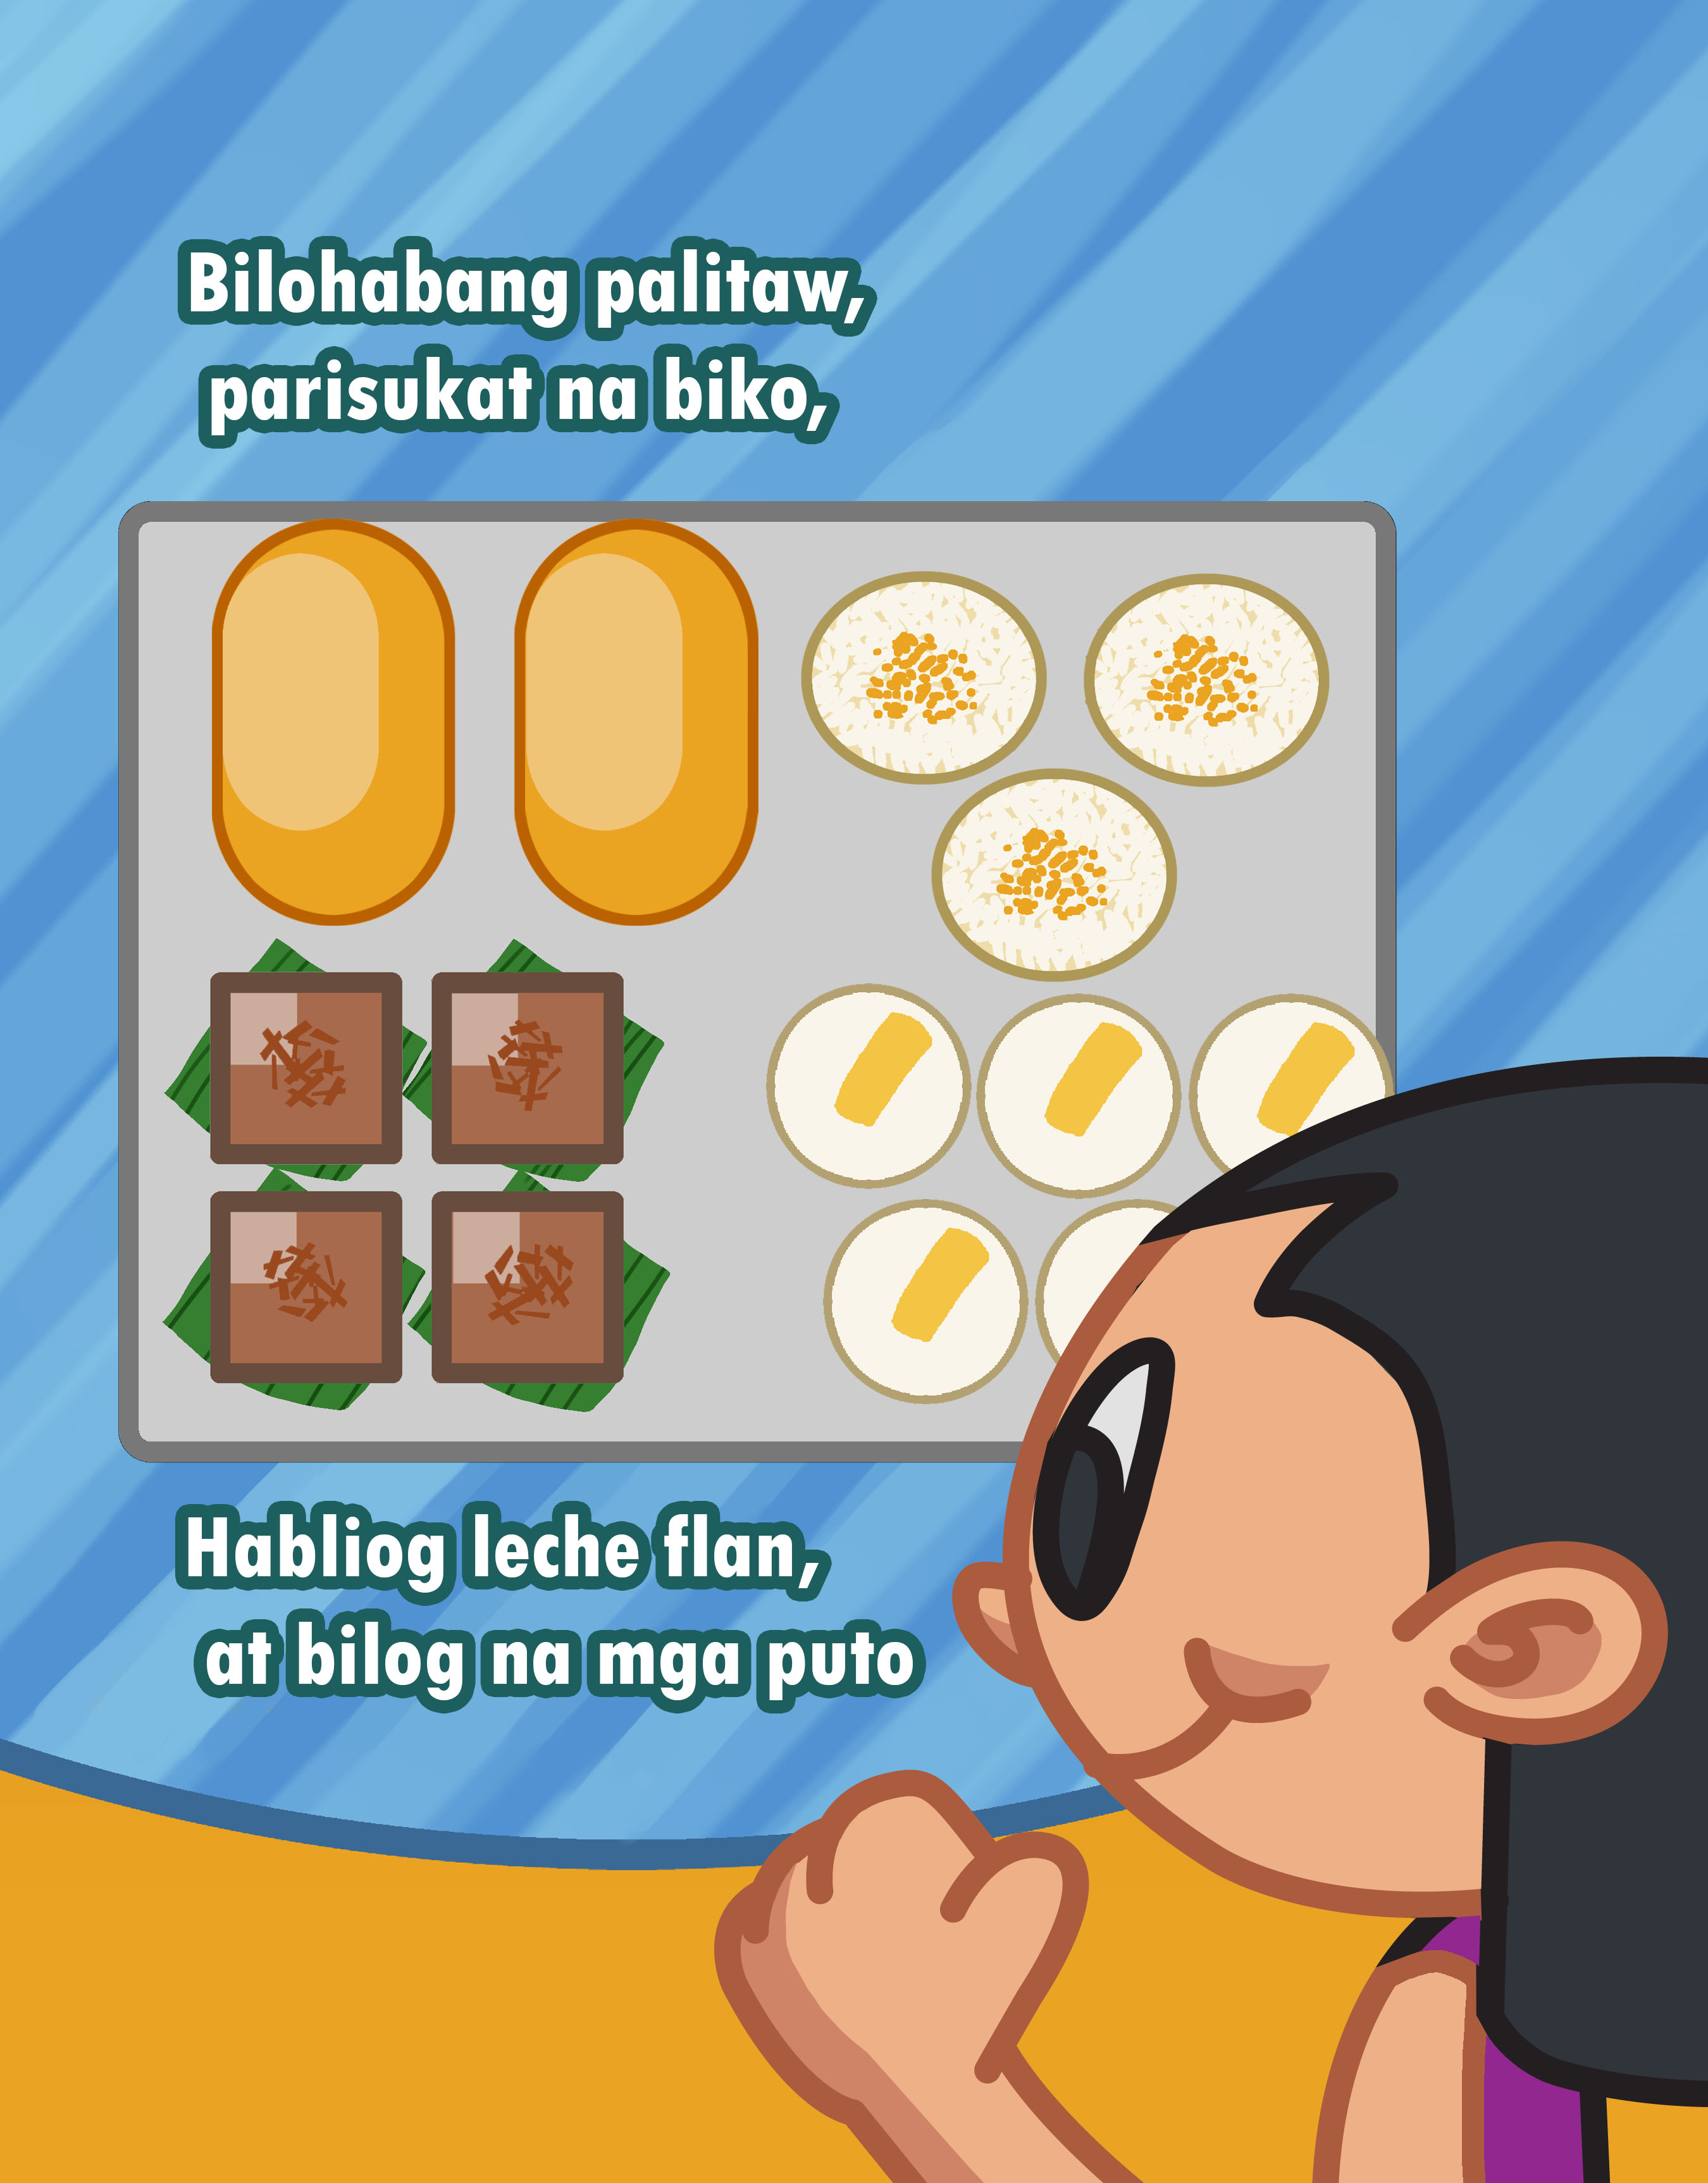 Bilohabang palitaw,
parisukat na biko,
Habliog leche flan,
at bilog na mga puto